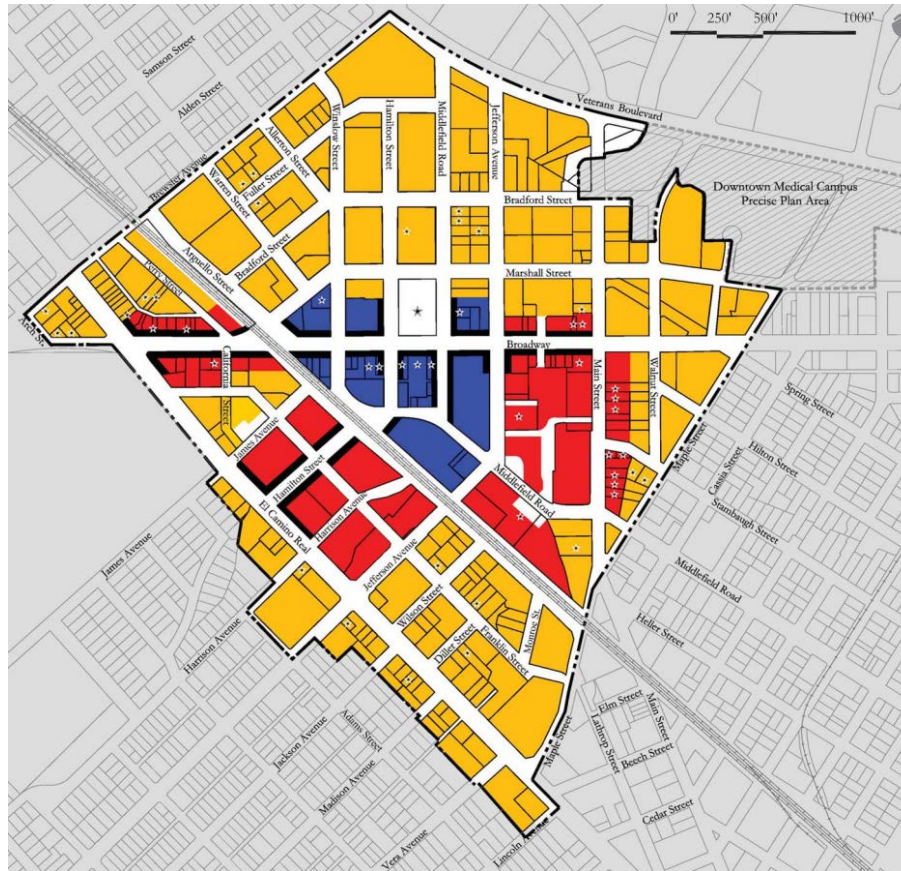 0' 250' 500' 1000'
Samson Street
Alden Street
Veterans Boulevard
Brewster Avenue
Winslow Street
Hamilton Street
Middlefield Road
Jefferson Avenue
Allerton Street
Fuller Street
Warren Street
Downtown Medical Campus
Precise Plan Area
Bradford Street
Arguello Street
Bradford Street
Perry Street
Marshall Street
Arch St.
Broadway
California Street
Main Street
Walnut Street
Spring Street
James Avenue
Maple Street
Hilton Street
Cassia Street
Stambaugh Street
Hamilton Street
Middlefield Road
El Camino Real
Harrison Avenue
James Avenue
Jefferson Avenue
Middlefield Road
Wilson Street
Harrison Avenue
Diller Street
Franklin Street
Monroe St.
Heller Street
Elm Street
Main Street
Lathrop Street
Adams Street
Jackson Avenue
Maple Street
Beech Street
Madison Avenue
Cedar Street
Vera Avenue
Lincoln Avenue